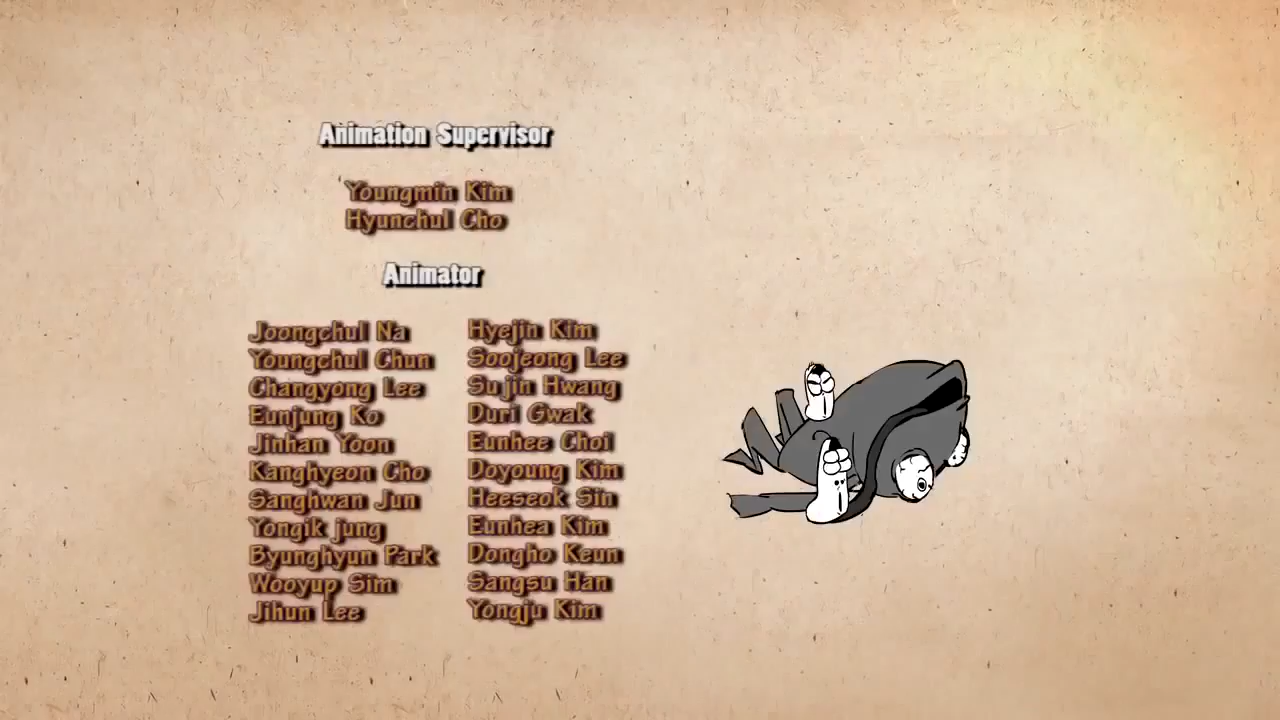 Animation Supervisor
Youngmin Kim
Hyunchul Cho
Animator
Joongchul Na
Youngchul Chun
Changyong Lee
Eunjung Ko
Jinhan Yoon
Kanghyeon Cho
Sanghwan Jun
Yongik jung
Byunghyun Park
Wooyup Sim
Jihun Lee
Hyejin Kim
Soojeong Lee
Sujin Hwang
Duri Gwak
Eunhee Choi
Doyoung Kim
Heeseok Sin
Eunhea Kim
Dongho Keun
Sangsu Han
Yongju Kim